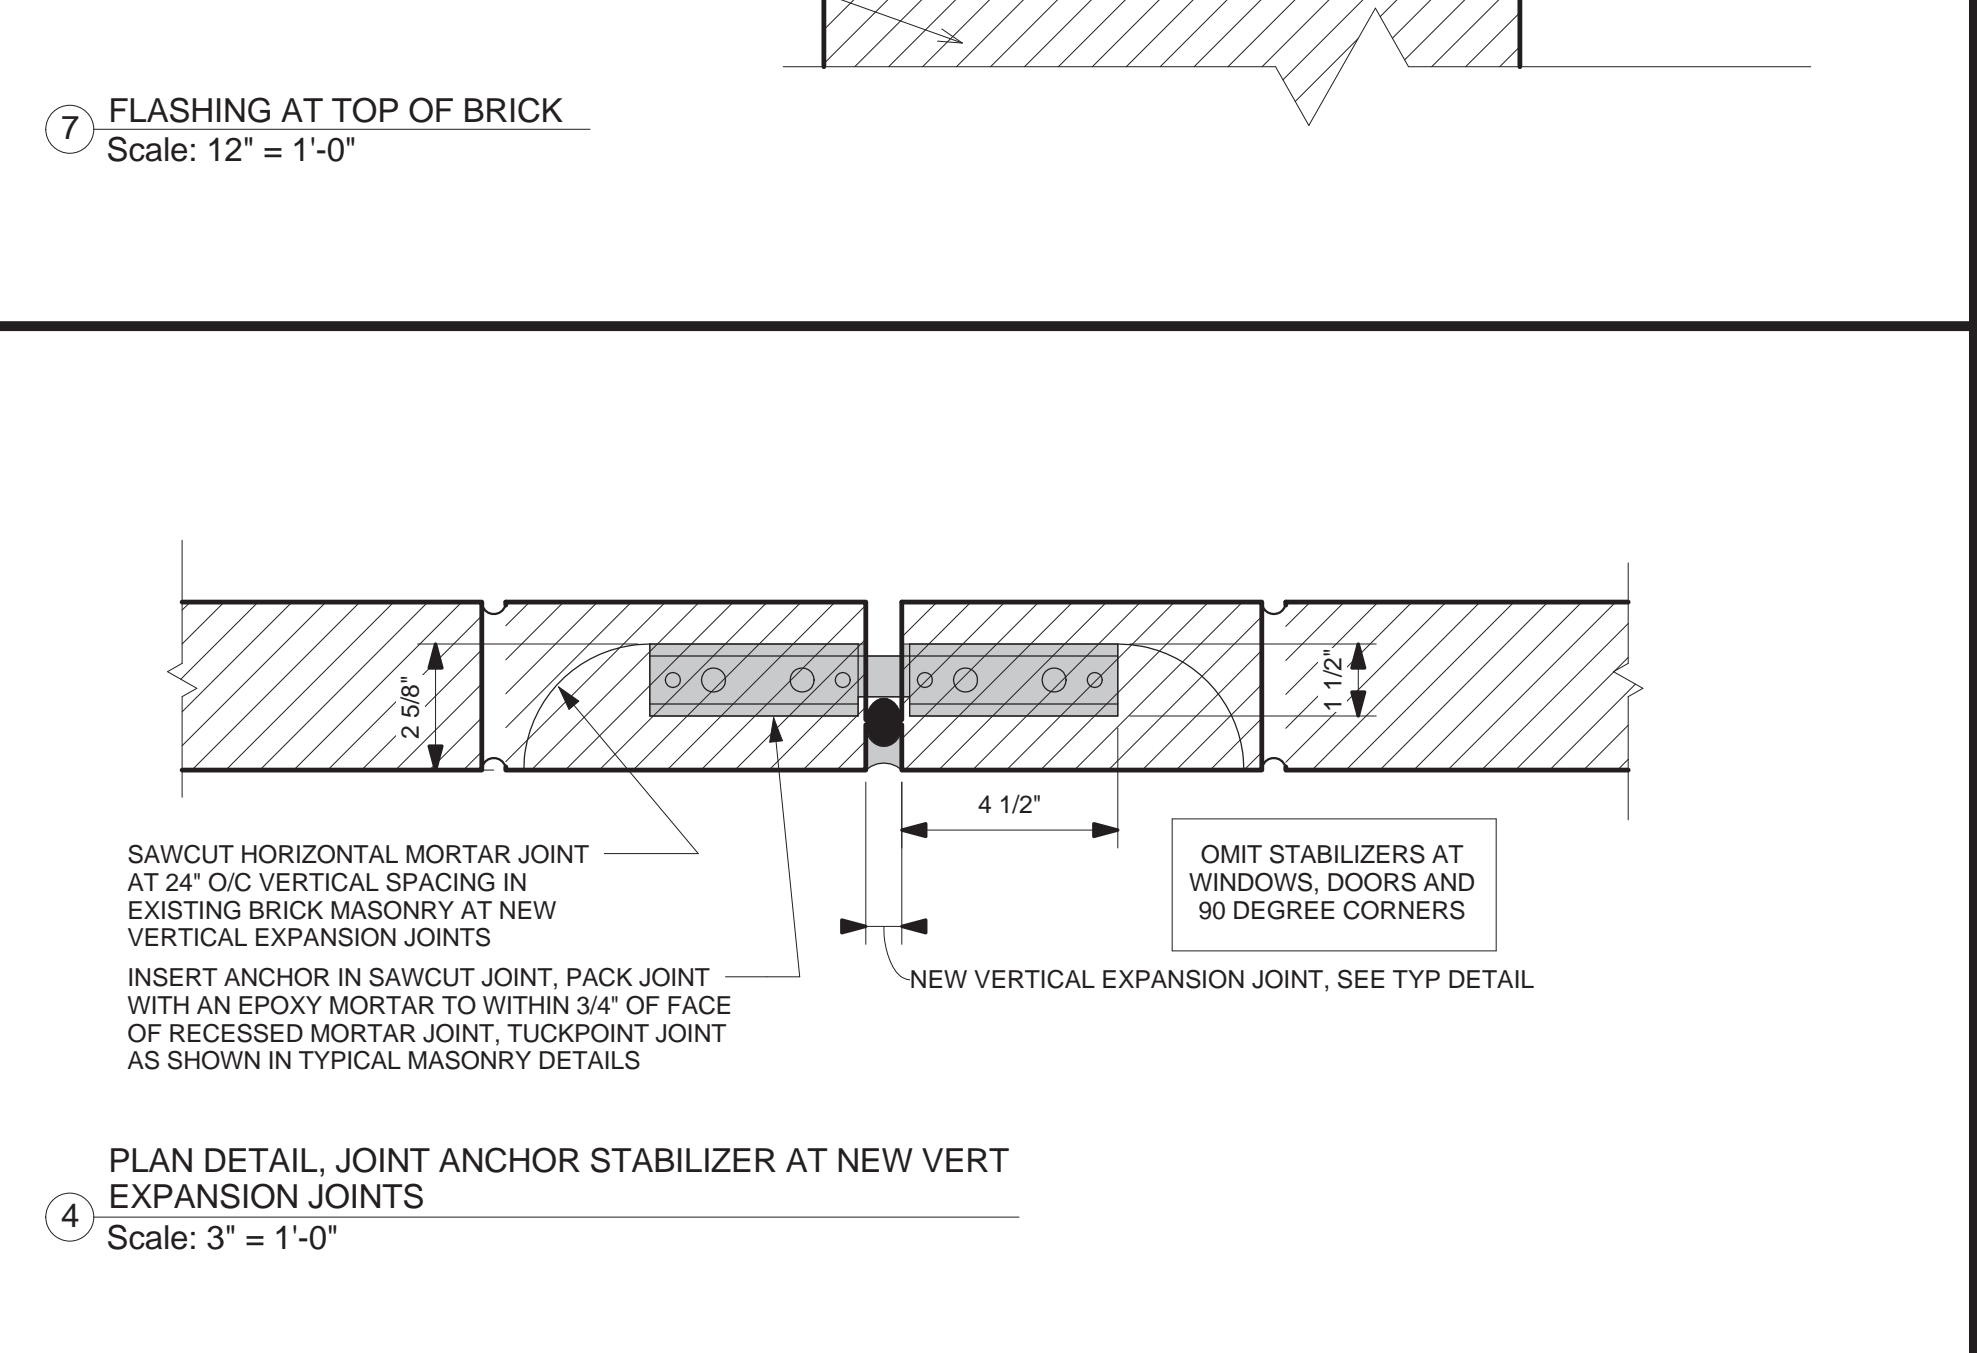 7
FLASHING AT TOP OF BRICK
Scale: 12" = 1'-0"
2 5/8"
1 1/2"
4 1/2"
SAWCUT HORIZONTAL MORTAR JOINT
AT 24" O/C VERTICAL SPACING IN
EXISTING BRICK MASONRY AT NEW
VERTICAL EXPANSION JOINTS
OMIT STABILIZERS AT
WINDOWS, DOORS AND
90 DEGREE CORNERS
INSERT ANCHOR IN SAWCUT JOINT, PACK JOINT
WITH AN EPOXY MORTAR TO WITHIN 3/4" OF FACE
OF RECESSED MORTAR JOINT, TUCKPOINT JOINT
AS SHOWN IN TYPICAL MASONRY DETAILS
NEW VERTICAL EXPANSION JOINT, SEE TYP DETAIL
4
PLAN DETAIL, JOINT ANCHOR STABILIZER AT NEW VERT
EXPANSION JOINTS
Scale: 3" = 1'-0"